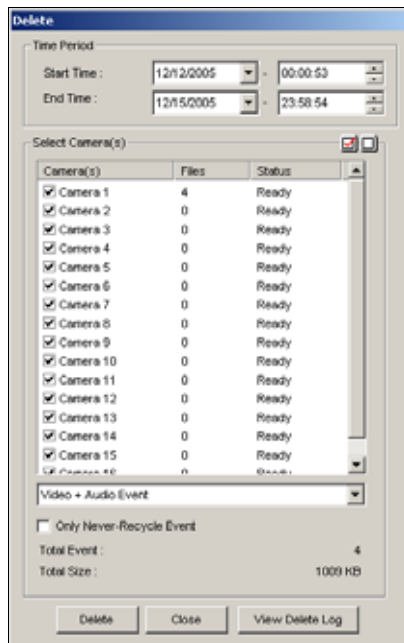 Delete
Time Period
Start Time : 12/12/2005 - 00:00:53
End Time : 12/15/2005 - 23:58:54
Select Camera(s)
Camera(s) Files Status
Camera 1 4 Ready
Camera 2 0 Ready
Camera 3 0 Ready
Camera 4 0 Ready
Camera 5 0 Ready
Camera 6 0 Ready
Camera 7 0 Ready
Camera 8 0 Ready
Camera 9 0 Ready
Camera 10 0 Ready
Camera 11 0 Ready
Camera 12 0 Ready
Camera 13 0 Ready
Camera 14 0 Ready
Camera 15 0 Ready
Camera 16 0 Ready
Video + Audio Event
Only Never-Recycle Event
Total Event : 4
Total Size : 1009 KB
Delete Close View Delete Log